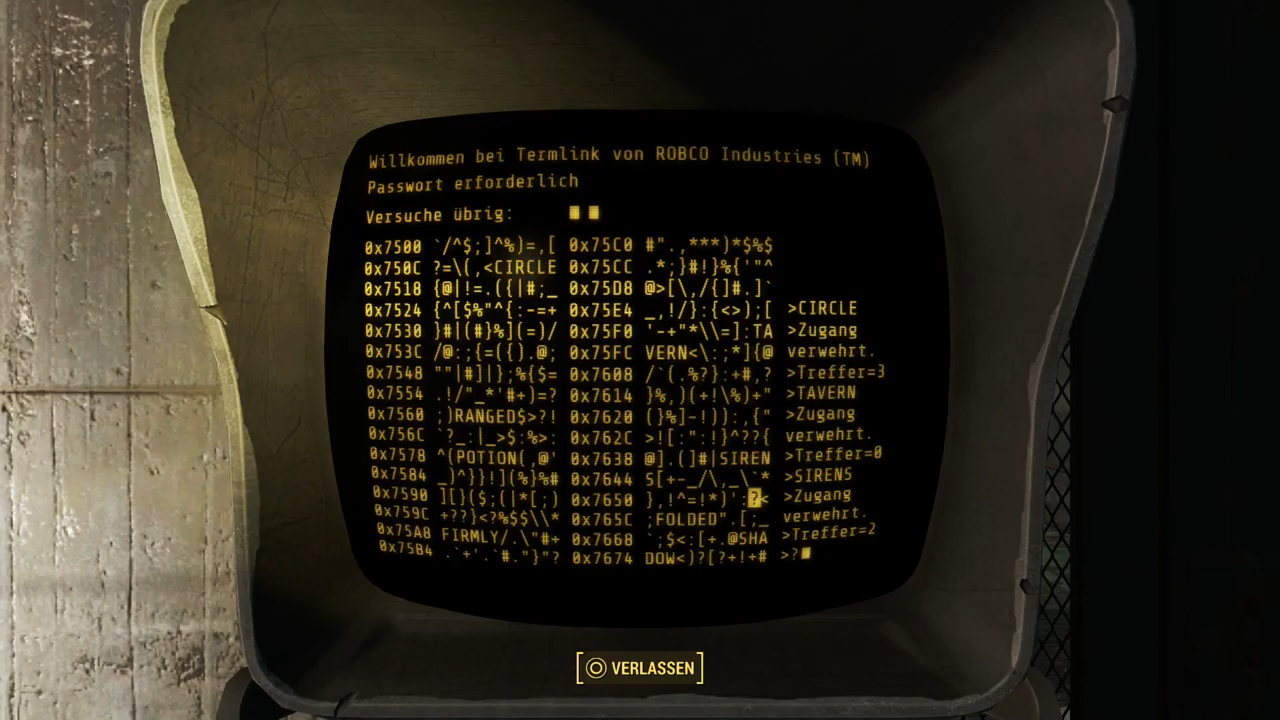 Willkommen bei Termlink von ROBCO Industries (TM)
Passwort erforderlich
Versuche übrig: ■ ■
0x7500 `/^$;]^%)=,[ 0x75C0 #".,***)*$%$
0x750C ?=\(,<CIRCLE 0x75CC .*;}#!}%{'"^
0x7518 {@|!=.({|#;_ 0x75D8 @>[\,/{]#.]`
0x7524 {^[$%"^{:-=+ 0x75E4 _,!/}:{<>);[ >CIRCLE
0x7530 }#|(#}%](=)/ 0x75F0 '-+"*\\=]:TA >Zugang
0x753C /@:;{=({).@; 0x75FC VERN<\:;*]{@ verwehrt.
0x7548 ""|#]|};%{$= 0x7608 /`(.%?}:+#,? >Treffer=3
0x7554 .!/"_*'#+)=? 0x7614 }%,)(+!\%)+" >TAVERN
0x7560 ;)RANGED$>?! 0x7620 (}%]-!)):,{" >Zugang
0x756C `?_:|_>$:%>: 0x762C >![:":!}^??{ verwehrt.
0x7578 ^(POTION(,@' 0x7638 @].(]#|SIREN >Treffer=0
0x7584 _)^}}!](%}%# 0x7644 S[+-_/\,_\`* >SIRENS
0x7590 ][}($;(|*[;) 0x7650 },!^=!*)':?< >Zugang
0x759C +??}<?%$$\\* 0x765C ;FOLDED".[;_ verwehrt.
0x75A8 FIRMLY/.\"#+ 0x7668 `;$<:[+.@SHA >Treffer=2
0x75B4 .`+'.`#."}"? 0x7674 DOW<)?[?+!+# >?■
VERLASSEN